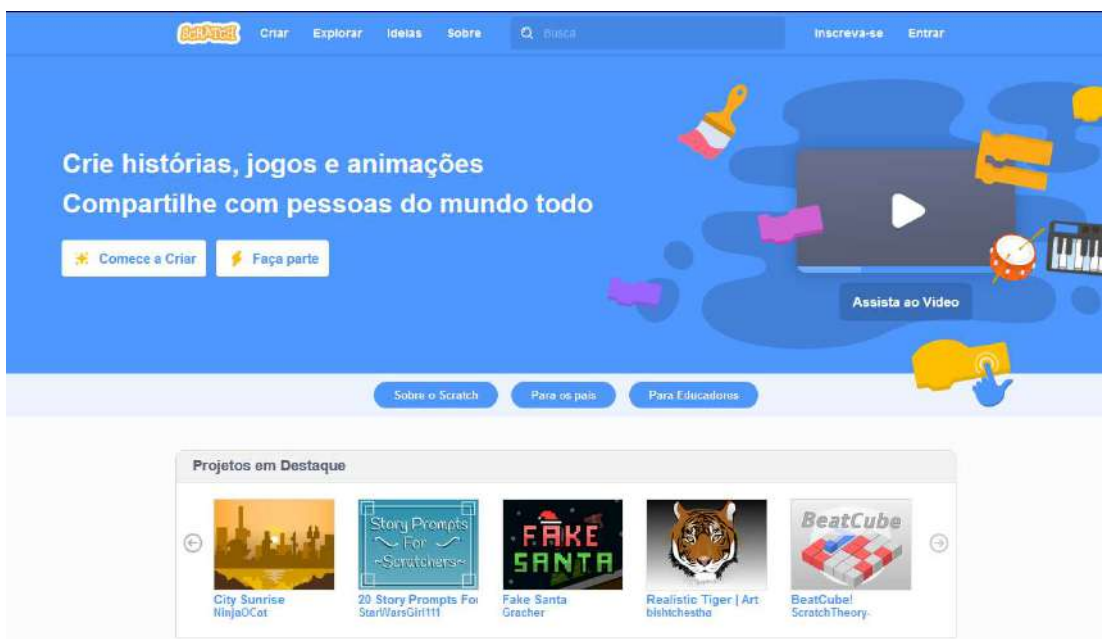 SCRATCH Criar Explorar Ideias Sobre Busca Inscreva-se Entrar
Crie histórias, jogos e animações
Compartilhe com pessoas do mundo todo
Comece a Criar Faça parte
Assista ao Video
Sobre o Scratch Para os pais Para Educadores
Projetos em Destaque
Story Prompts
For
~Scratchers~
FAKE
SANTA
BeatCube
City Sunrise
NinjaOCat
20 Story Prompts For
StarWarsGirl111
Fake Santa
Gracher
Realistic Tiger | Art
bishtchestha
BeatCube!
ScratchTheory-